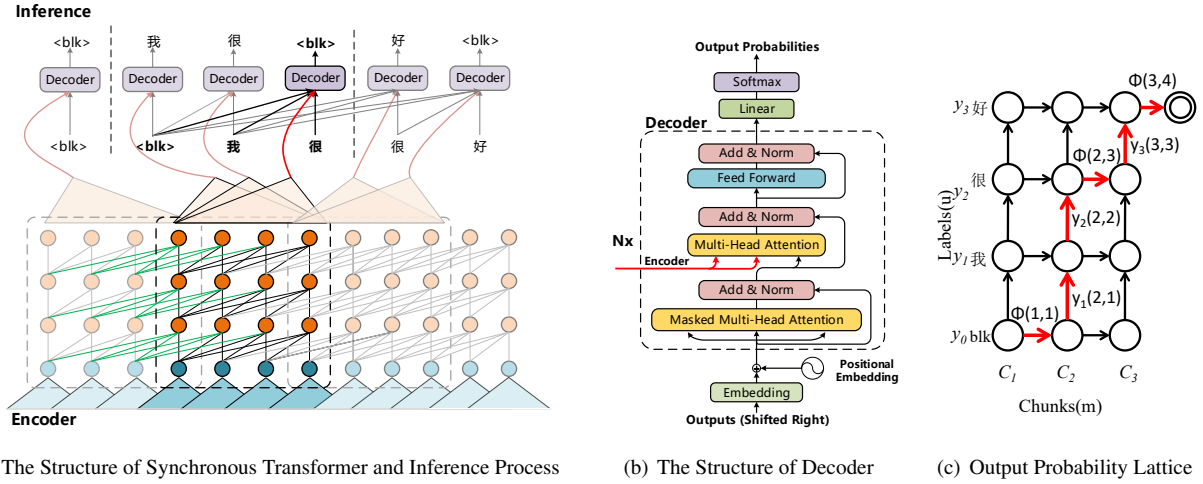 Inference
<blk> 我 很 <blk> 好 <blk>
Decoder Decoder Decoder Decoder Decoder Decoder
<blk> <blk> 我 很 很 好
Encoder
The Structure of Synchronous Transformer and Inference Process
Output Probabilities
Softmax
Linear
Decoder
Add & Norm
Feed Forward
Add & Norm
Nx
Multi-Head Attention
Encoder
Add & Norm
Masked Multi-Head Attention
Positional
Embedding
Embedding
Outputs (Shifted Right)
(b) The Structure of Decoder
Φ(3,4)
y3 好
y3(3,3)
Φ(2,3)
很
y2
y2(2,2)
Labels(u)
y1 我
y1(2,1)
Φ(1,1)
y0 blk
C1 C2 C3
Chunks(m)
(c) Output Probability Lattice